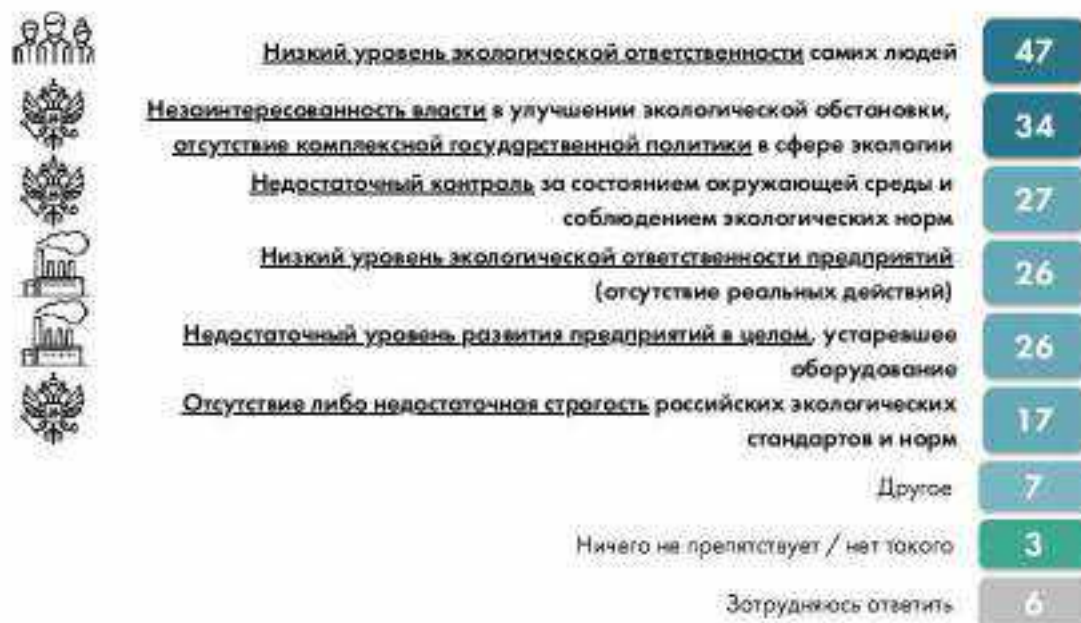 Низкий уровень экологической ответственности самих людей
47
Незаинтересованность власти в улучшении экологической обстановки,
отсутствие комплексной государственной политики в сфере экологии
34
Недостаточный контроль за состоянием окружающей среды и
соблюдением экологических норм
27
Низкий уровень экологической ответственности предприятий
(отсутствие реальных действий)
26
Недостаточный уровень развития предприятий в целом, устаревшее
оборудование
26
Отсутствие либо недостаточная строгость российских экологических
стандартов и норм
17
Другое
7
Ничего не препятствует / нет такого
3
Затрудняюсь ответить
6